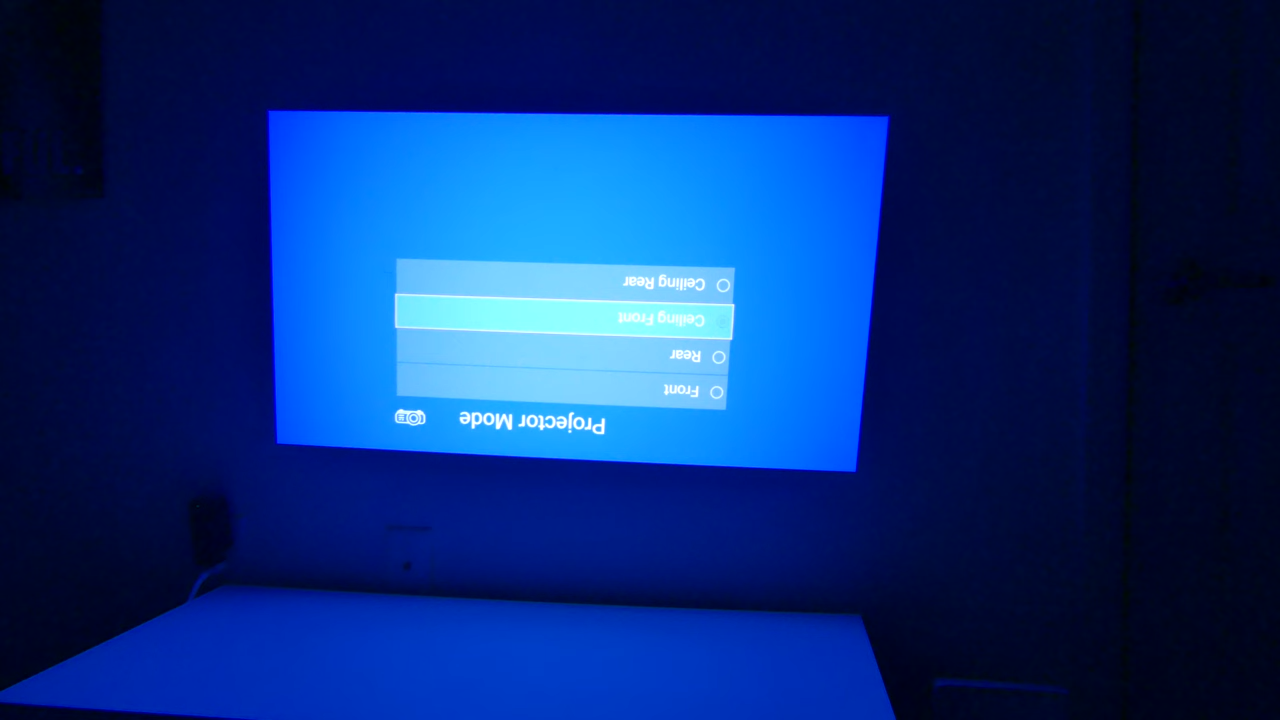 Projector Mode
Front
Rear
Ceiling Front
Ceiling Rear